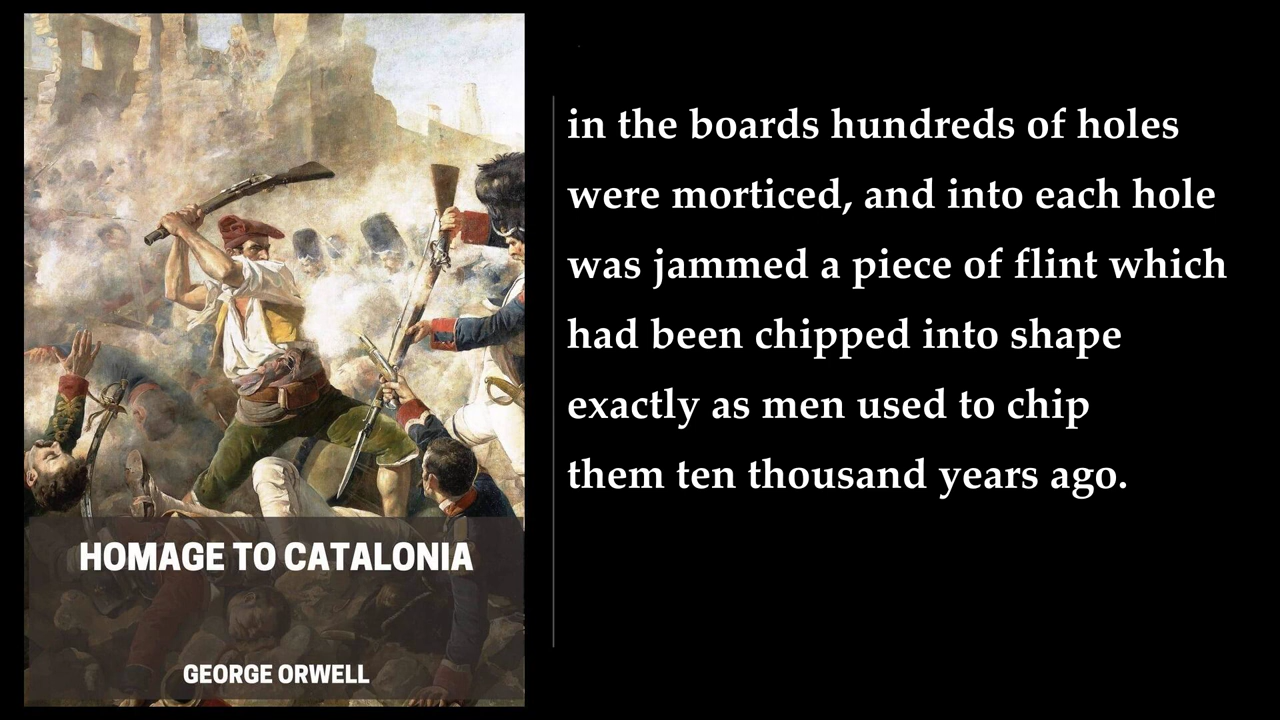 HOMAGE TO CATALONIA
GEORGE ORWELL
in the boards hundreds of holes
were morticed, and into each hole
was jammed a piece of flint which
had been chipped into shape
exactly as men used to chip
them ten thousand years ago.